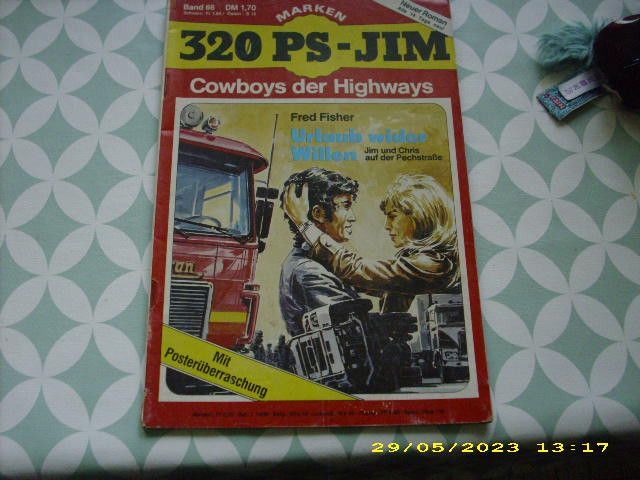 Band 66 DM 1,70
MARKEN
Neuer Roman
320 PS-JIM
Cowboys der Highways
Fred Fisher
Urlaub wider
Willen
Jim und Chris
auf der Pechstraße
Mit
Posterüberraschung
29/05/2023 13:17